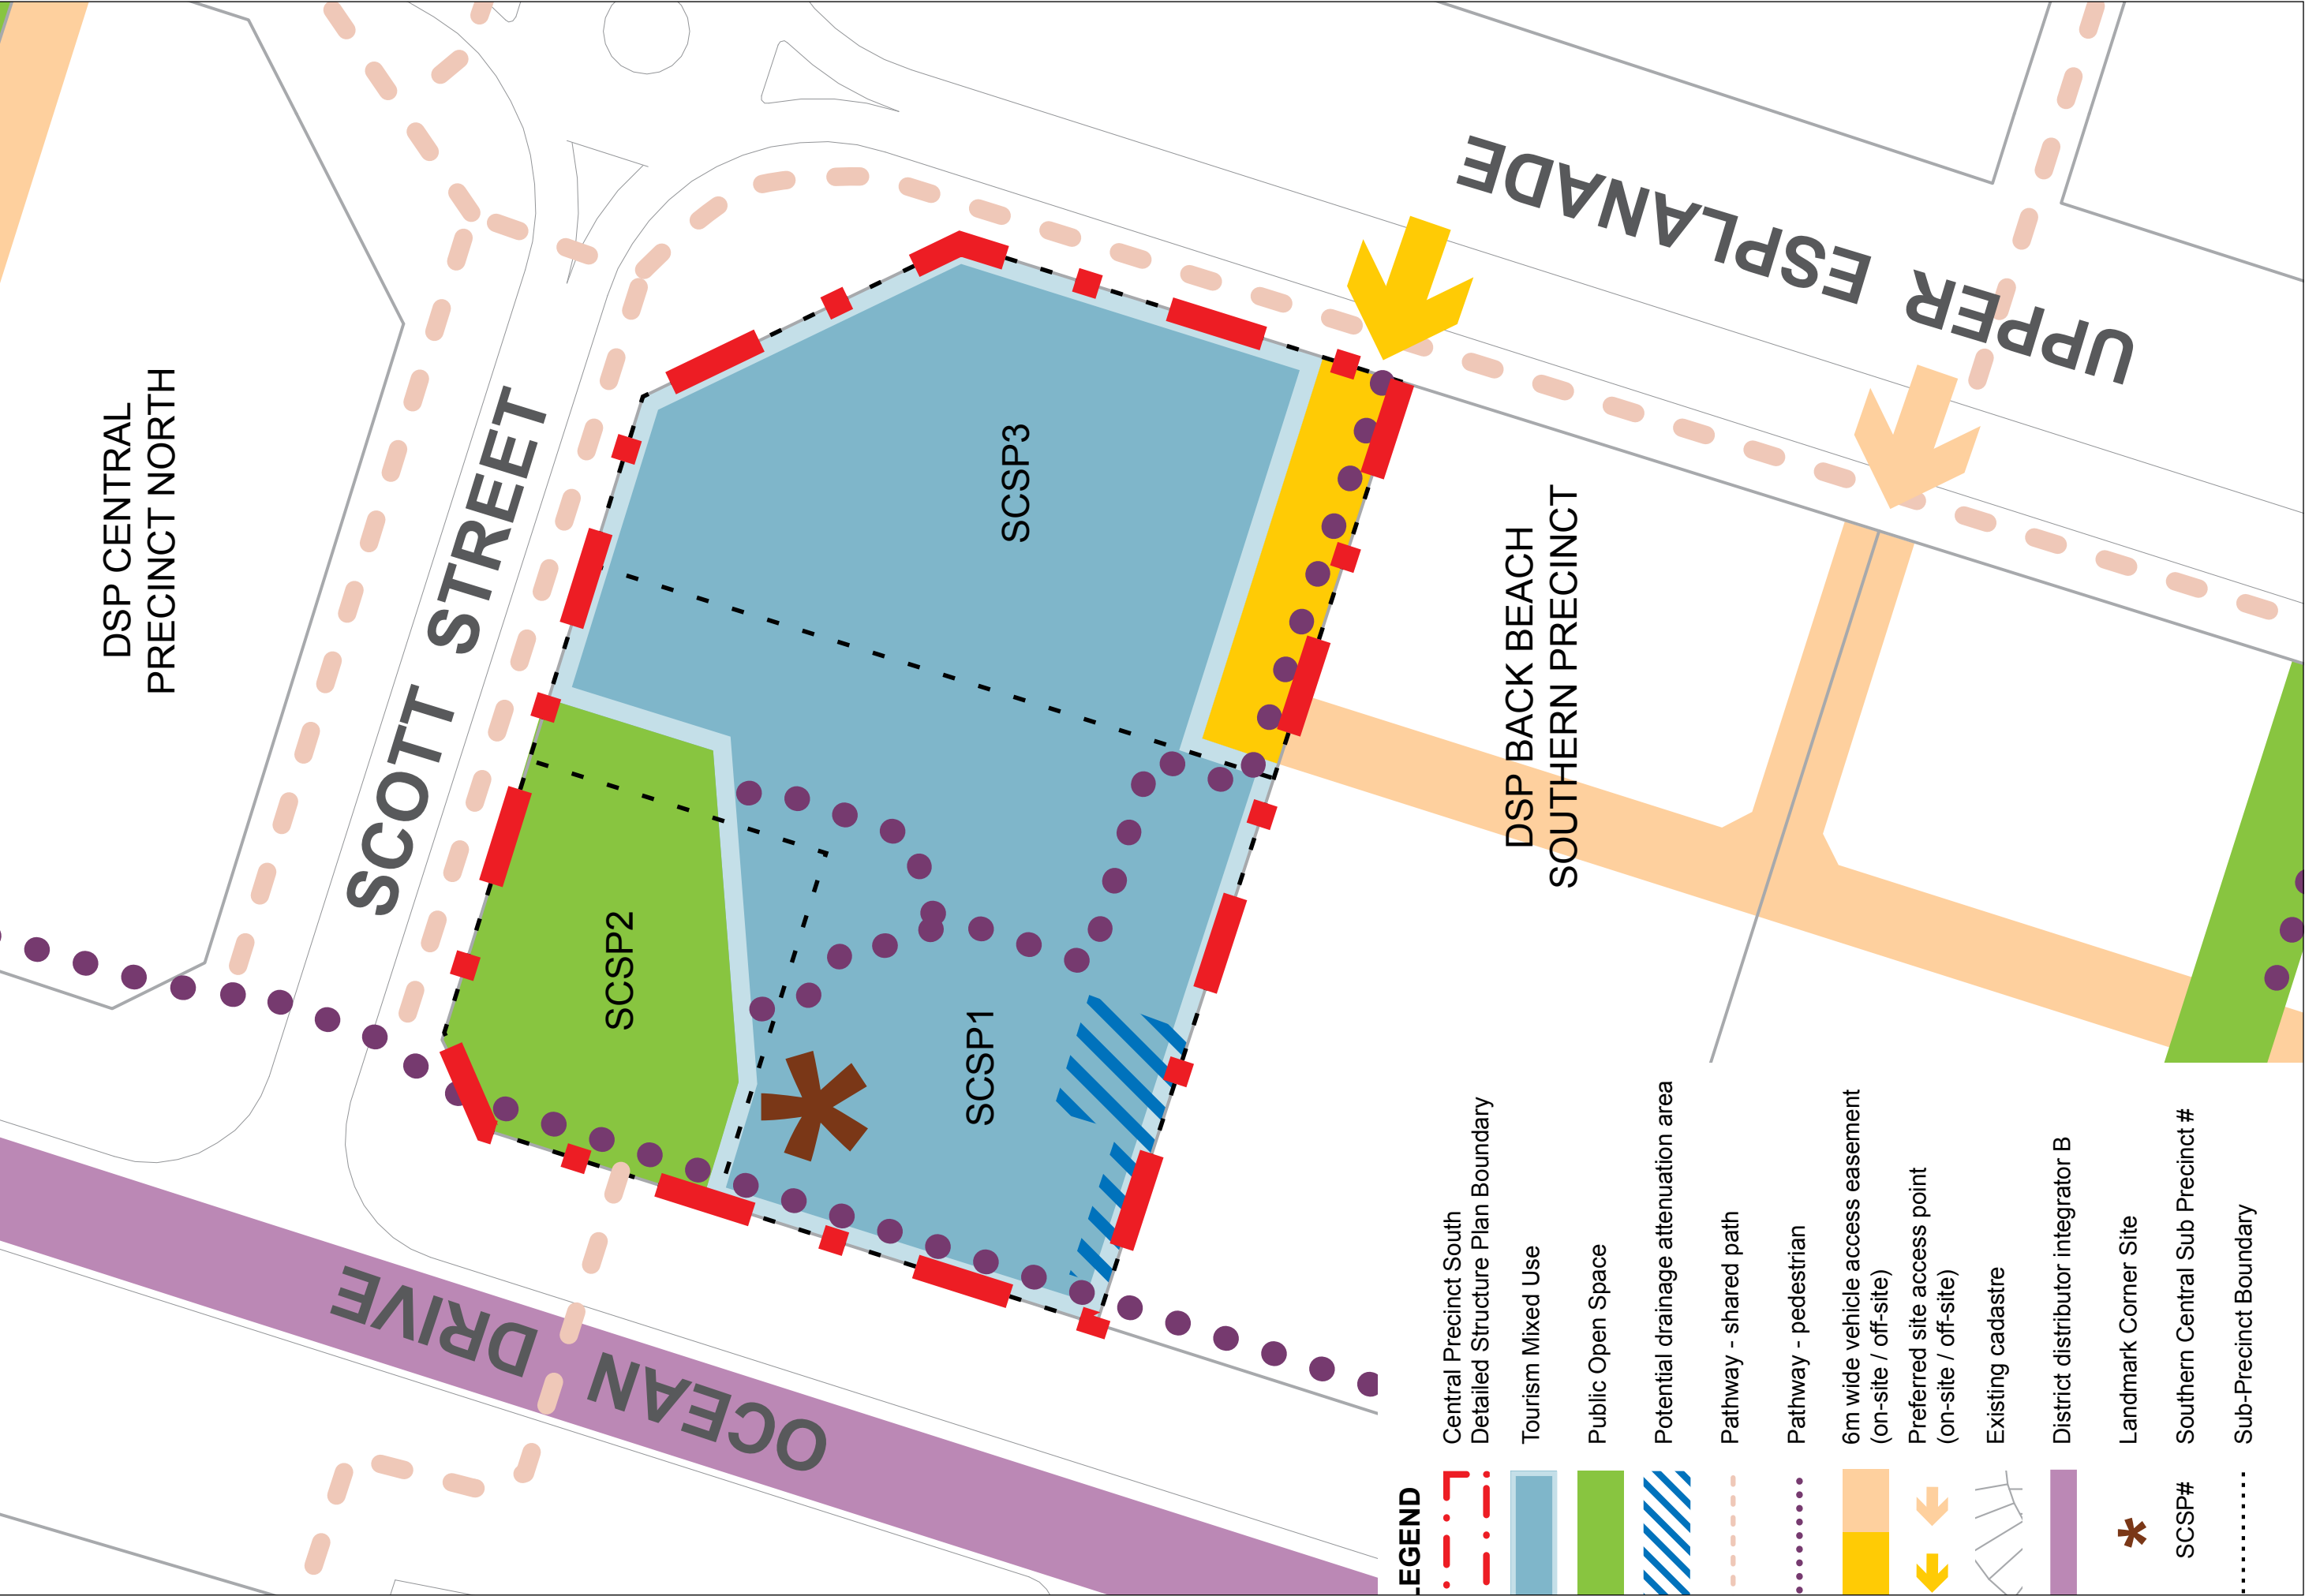 DSP CENTRAL
PRECINCT NORTH
SCOTT STREET
UPPER ESPLANADE
OCEAN DRIVE
SCSP3
SCSP2
SCSP1
DSP BACK BEACH
SOUTHERN PRECINCT
LEGEND
Central Precinct South
Detailed Structure Plan Boundary
Tourism Mixed Use
Public Open Space
Potential drainage attenuation area
Pathway - shared path
Pathway - pedestrian
6m wide vehicle access easement
(on-site / off-site)
Preferred site access point
(on-site / off-site)
Existing cadastre
District distributor integrator B
Landmark Corner Site
SCSP# Southern Central Sub Precinct #
Sub-Precinct Boundary